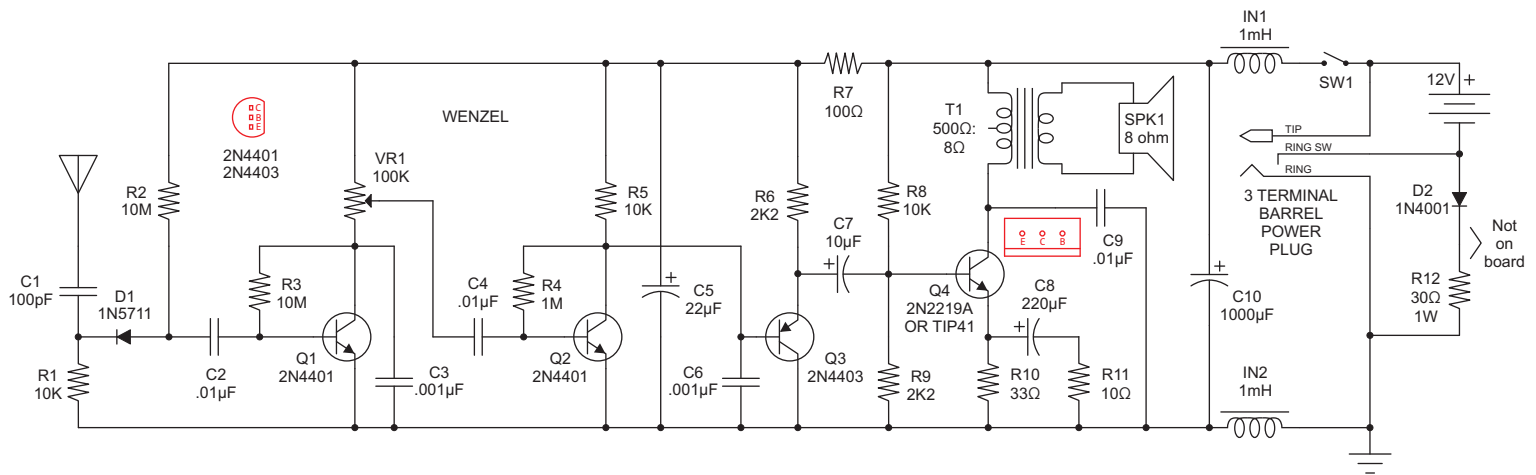 IN1
1mH
SW1
12V
+
WENZEL
C
B
E
2N4401
2N4403
R7
100Ω
T1
500Ω:
8Ω
SPK1
8 ohm
TIP
RING SW
RING
3 TERMINAL
BARREL
POWER
PLUG
D2
1N4001
Not
on
board
R12
30Ω
1W
R2
10M
VR1
100K
R5
10K
R6
2K2
R8
10K
C7
10µF
+
E
C
B
C9
.01µF
C1
100pF
D1
1N5711
R3
10M
C4
.01µF
R4
1M
+
C5
22µF
Q4
2N2219A
OR TIP41
C8
220µF
+
+
C10
1000µF
R1
10K
C2
.01µF
Q1
2N4401
C3
.001µF
Q2
2N4401
C6
.001µF
Q3
2N4403
R9
2K2
R10
33Ω
R11
10Ω
IN2
1mH